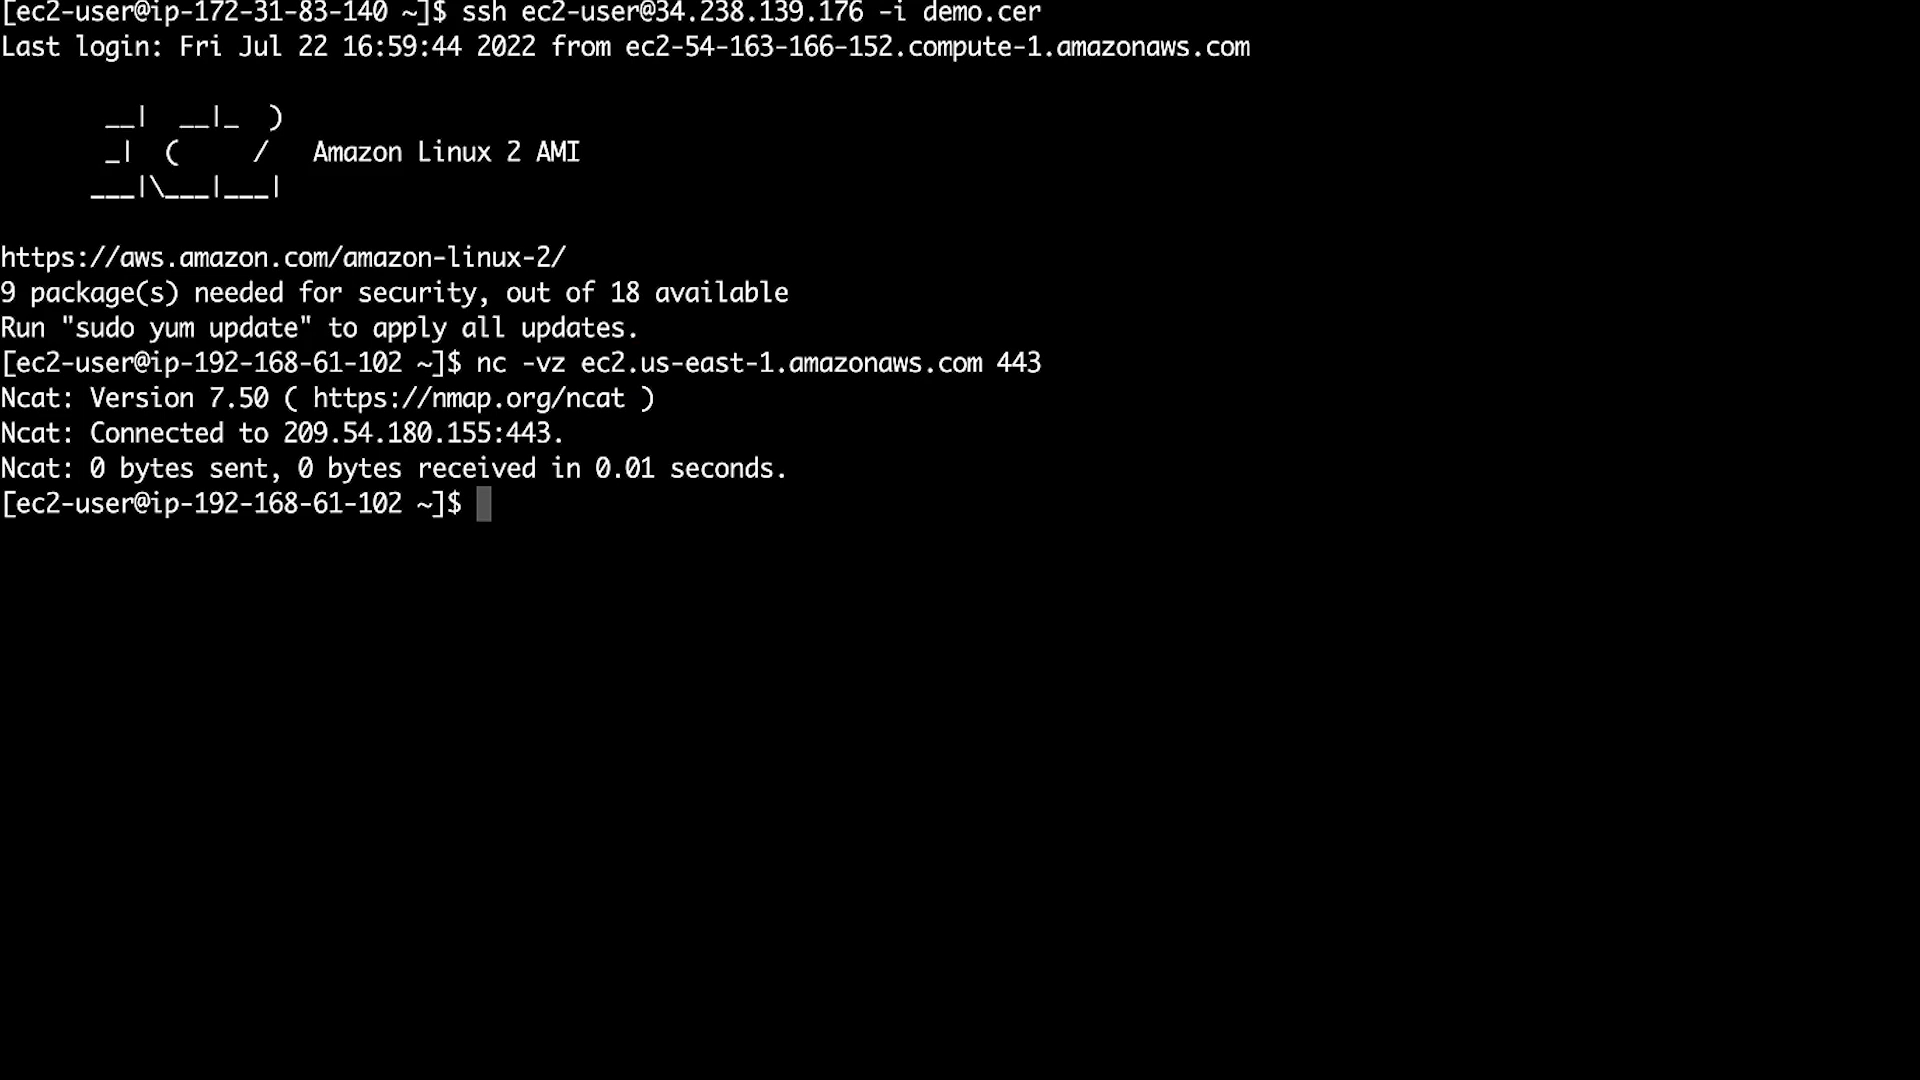 [ec2-user@ip-172-31-83-140 ~]$ ssh ec2-user@34.238.139.176 -i demo.cer
Last login: Fri Jul 22 16:59:44 2022 from ec2-54-163-166-152.compute-1.amazonaws.com
       __|  __|_  )
       _|  (     /   Amazon Linux 2 AMI
      ___|\___|___|
https://aws.amazon.com/amazon-linux-2/
9 package(s) needed for security, out of 18 available
Run "sudo yum update" to apply all updates.
[ec2-user@ip-192-168-61-102 ~]$ nc -vz ec2.us-east-1.amazonaws.com 443
Ncat: Version 7.50 ( https://nmap.org/ncat )
Ncat: Connected to 209.54.180.155:443.
Ncat: 0 bytes sent, 0 bytes received in 0.01 seconds.
[ec2-user@ip-192-168-61-102 ~]$